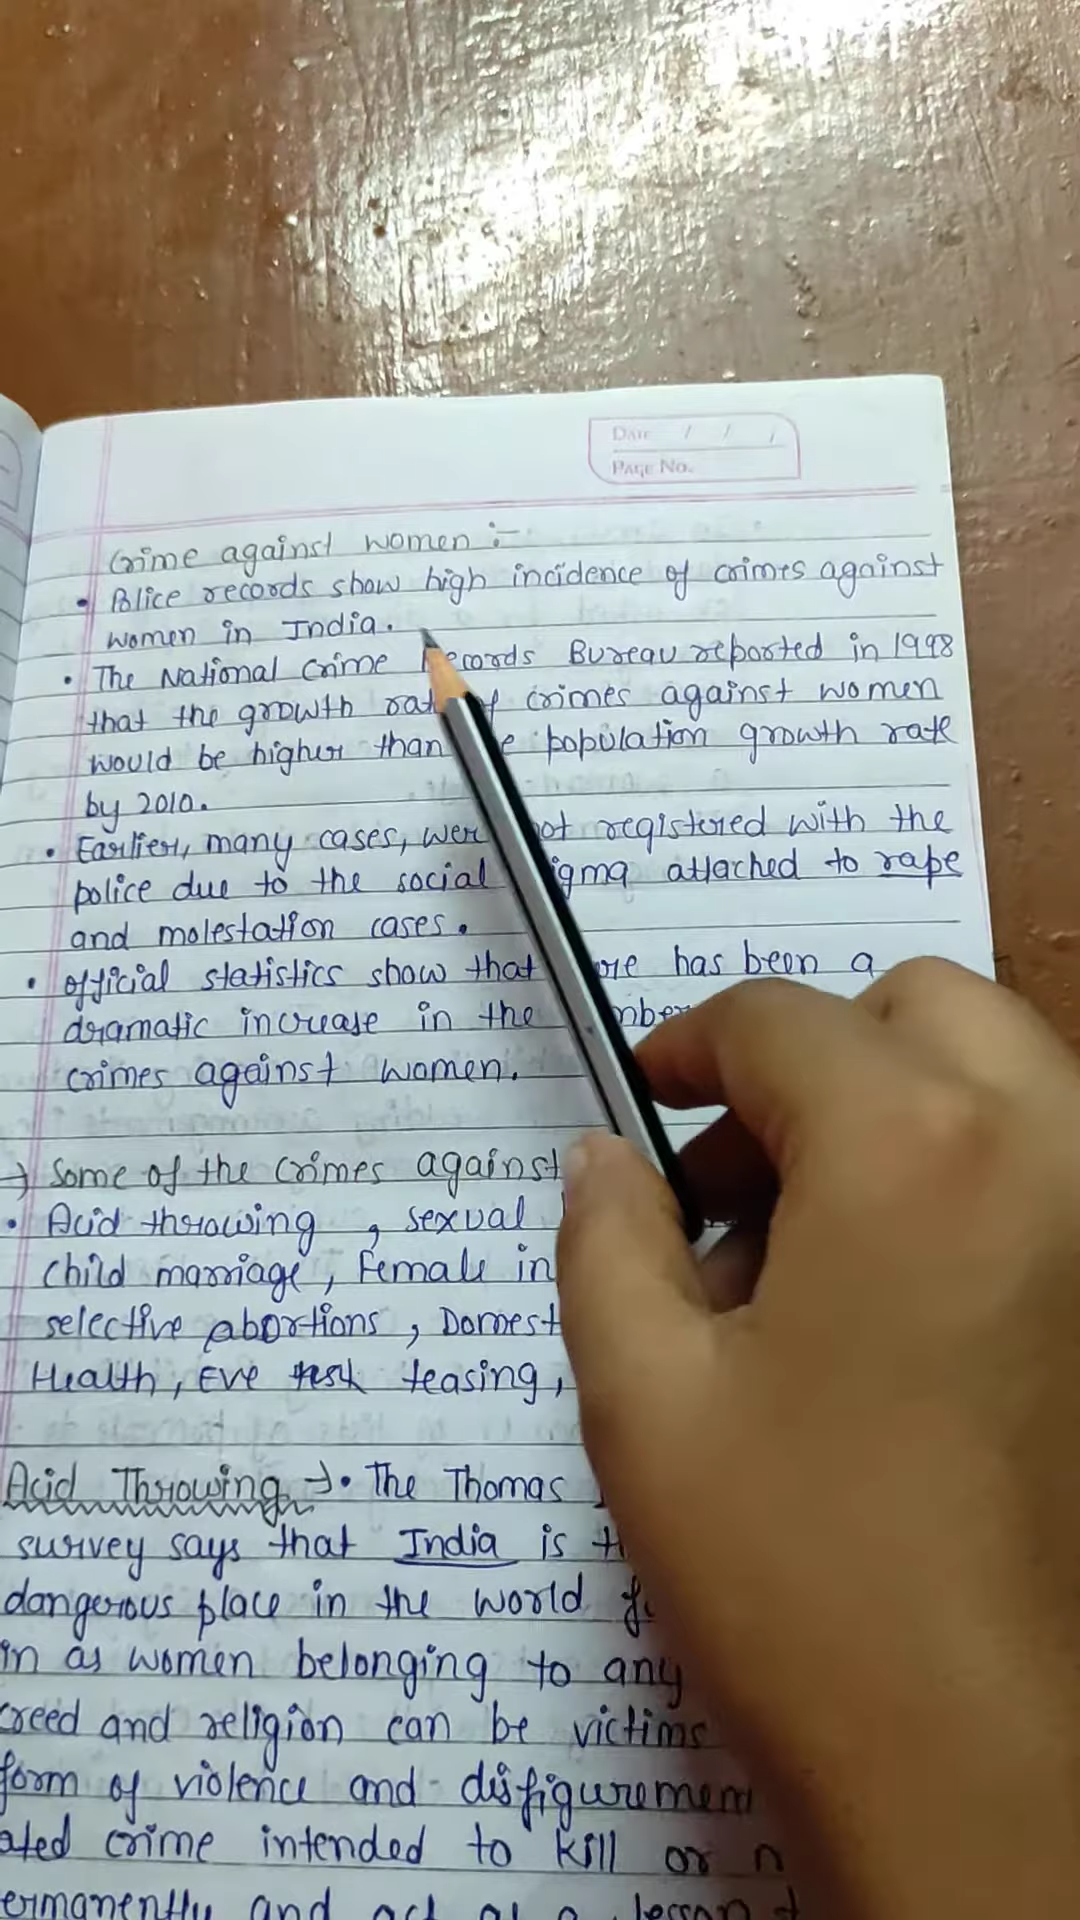 Date / / /
Page No.
Crime against women :-
• Police records show high incidence of crimes against
women in India.
• The National Crime Records Bureau reported in 1998
that the growth of crimes against women
would be higher than population growth rate
by 2010.
• Earlier, many cases, registered with the
police due to the social attached to rape
and molestation cases.
• official statistics show that has been a
dramatic increase in the
crimes against women.
→ Some of the crimes against
• Acid throwing , sexual
child marriage, Female
selective abortions ,
Health, Eve teasing,
Acid Throwing → • The Thomas
survey says that India is
dangerous place in the world
in as women belonging to any
creed and religion can be victims
form of violence and
crime intended to kill or
and act as a lesson